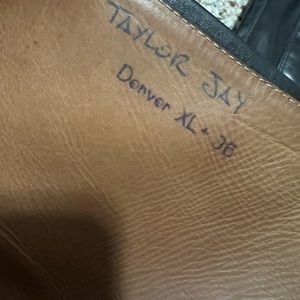 TAYLOR JAY
Denver XL + 36